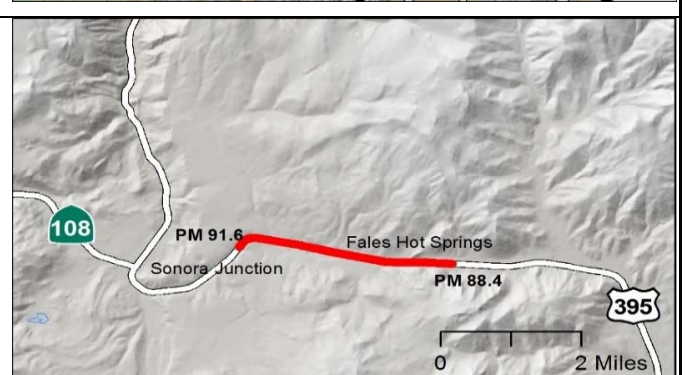 108
PM 91.6
Fales Hot Springs
Sonora Junction
PM 88.4
395
0 2 Miles